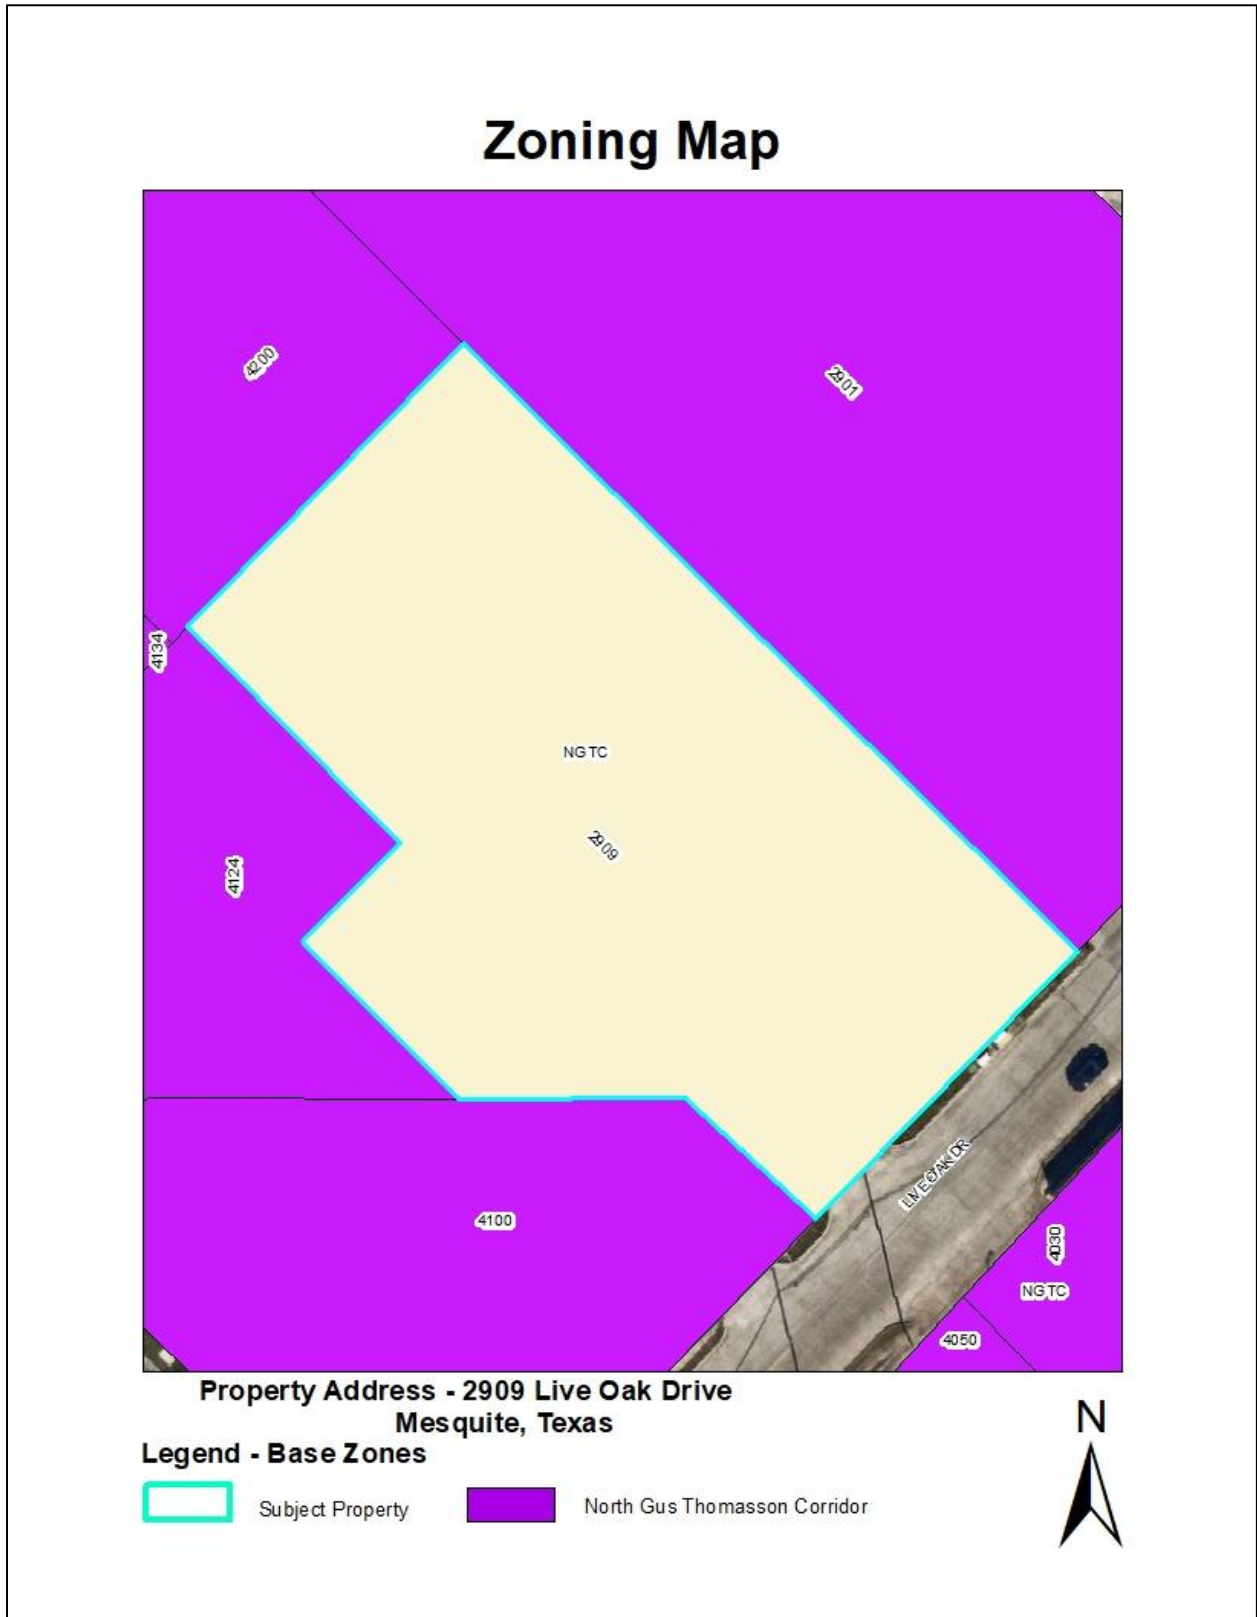 Zoning Map
4200
2901
4134
NGTC
2909
4124
LIVE OAK DR
4100
4030
NGTC
4050
Property Address - 2909 Live Oak Drive
Mesquite, Texas
N
Legend - Base Zones
Subject Property
North Gus Thomasson Corridor